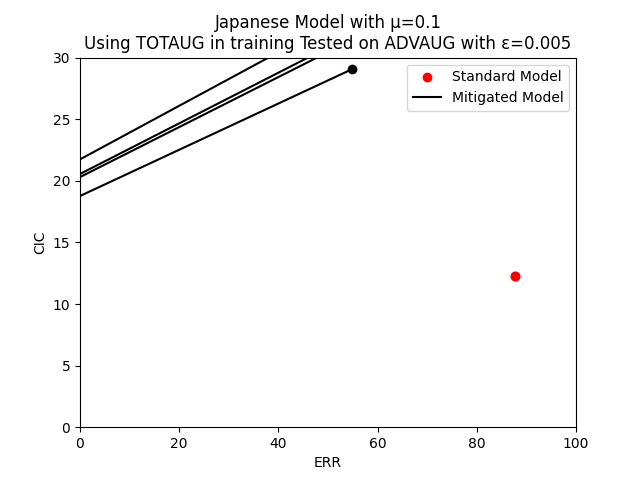 Japanese Model with μ=0.1
Using TOTAUG in training Tested on ADVAUG with ε=0.005
30
25
20
15
10
5
0
CIC
Standard Model
Mitigated Model
0 20 40 60 80 100
ERR